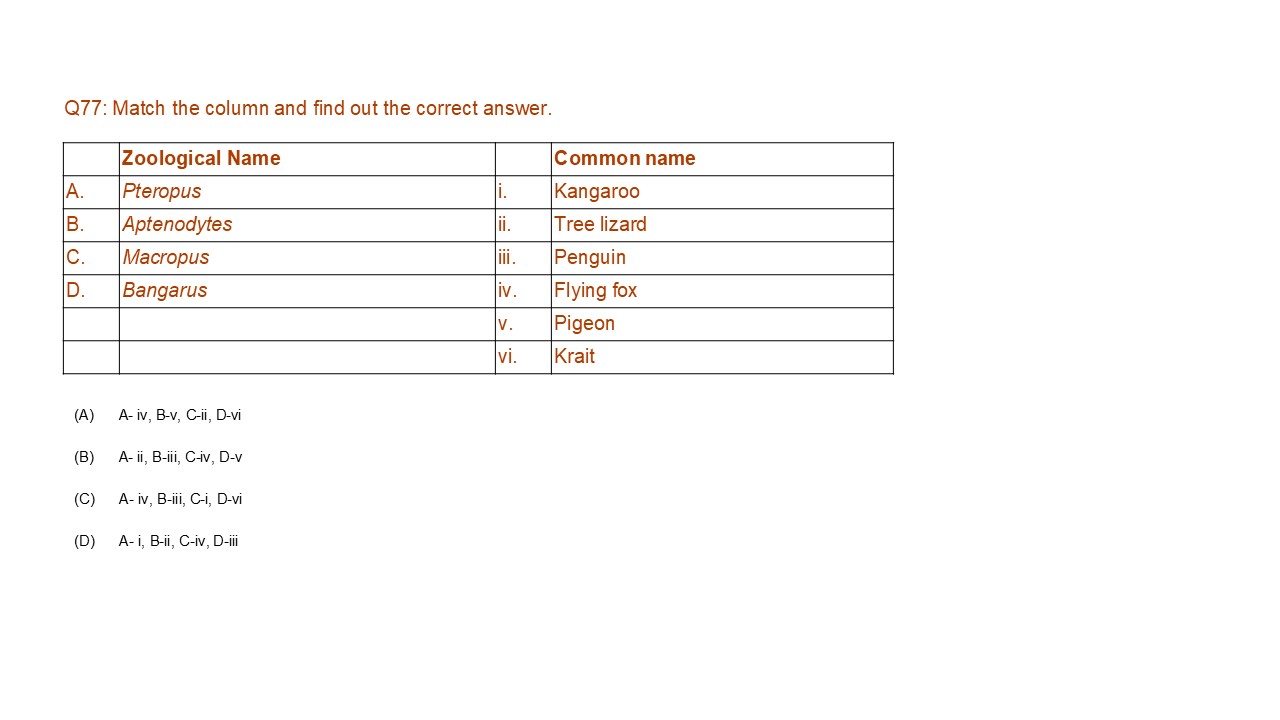 Q77: Match the column and find out the correct answer.
Zoological Name Common name
A. Pteropus i. Kangaroo
B. Aptenodytes ii. Tree lizard
C. Macropus iii. Penguin
D. Bangarus iv. Flying fox
v. Pigeon
vi. Krait
(A) A- iv, B-v, C-ii, D-vi
(B) A- ii, B-iii, C-iv, D-v
(C) A- iv, B-iii, C-i, D-vi
(D) A- i, B-ii, C-iv, D-iii